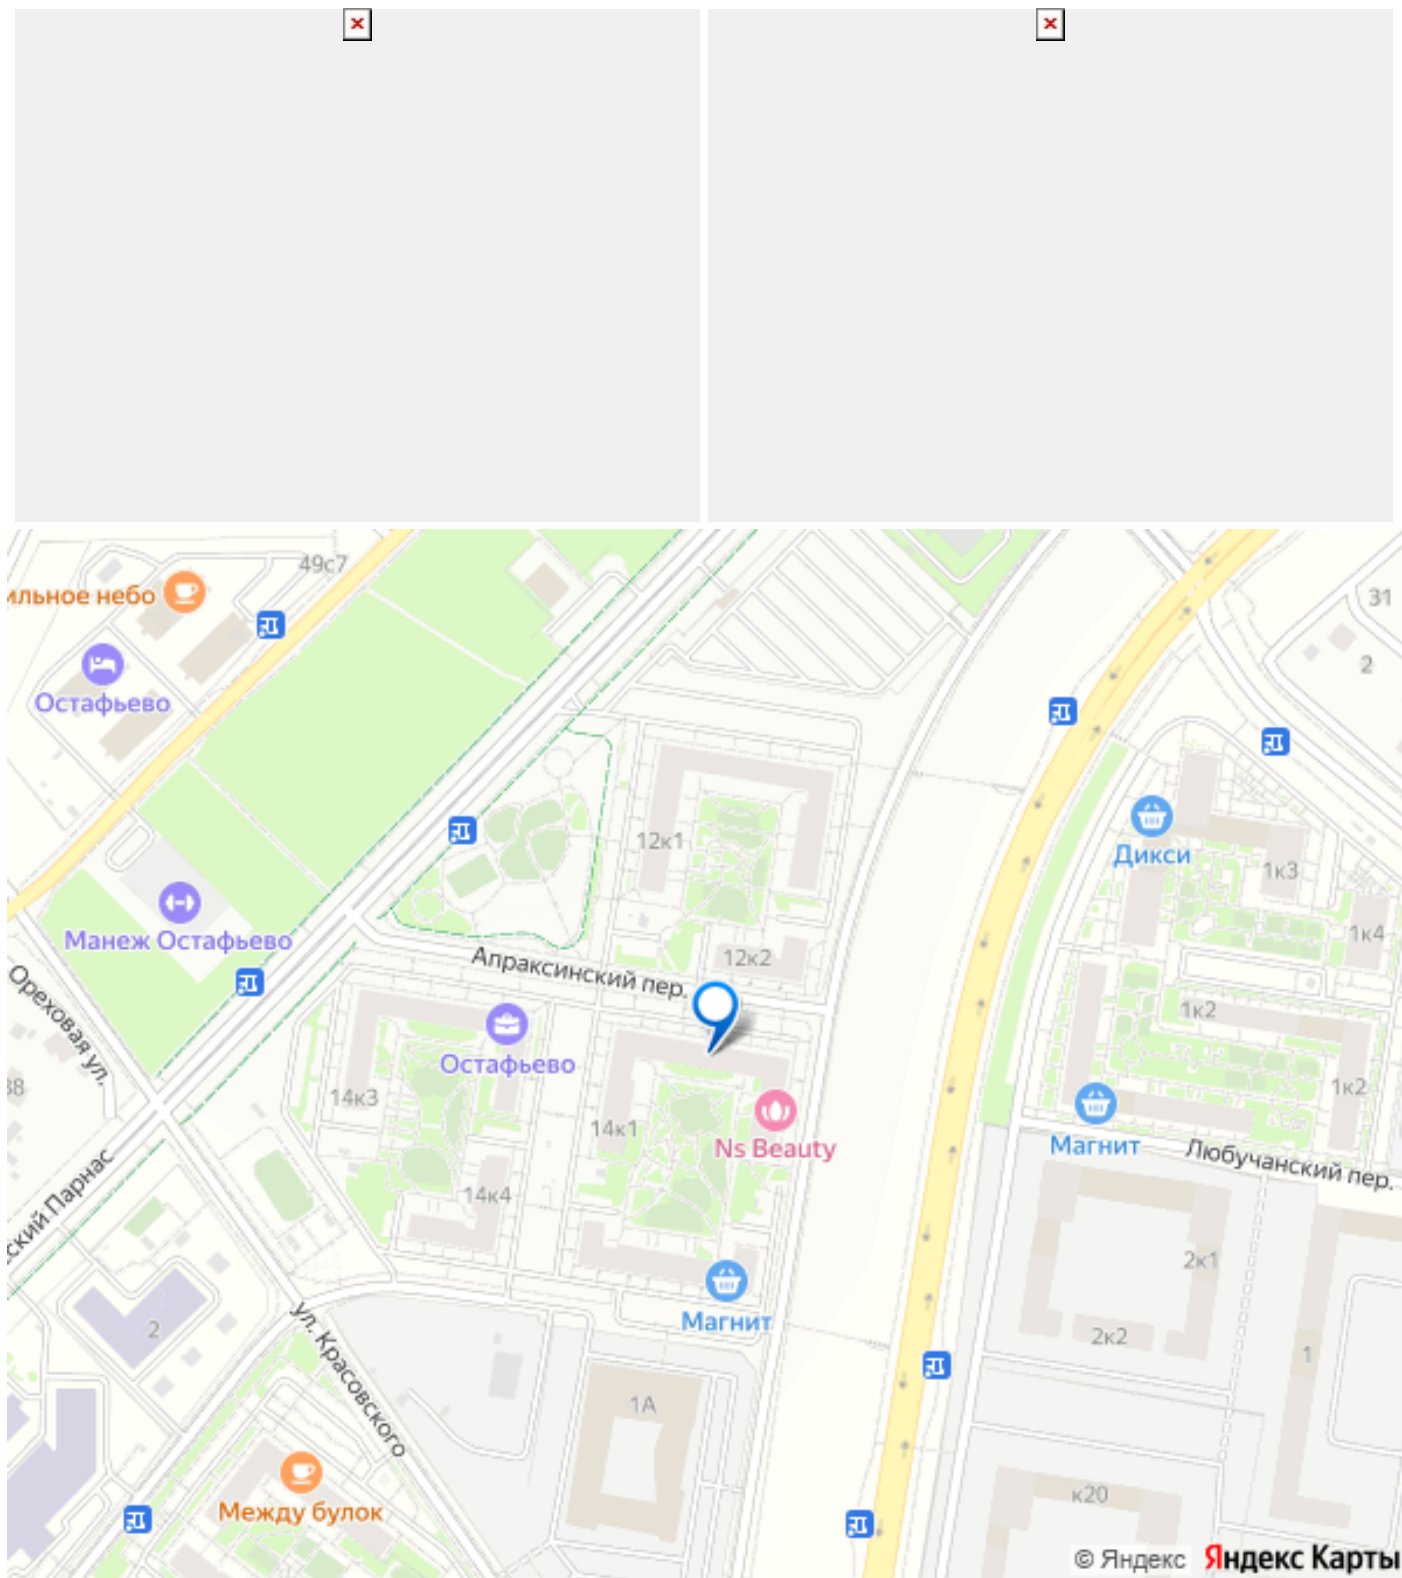 49с7
ильное небо
31
2
Остафьево
12к1
Дикси
1к3
Манеж Остафьево
12к2
1к4
Апраксинский пер.
Ореховая ул.
1к2
Остафьево
38
14к3
1к2
14к1
Ns Beauty
Магнит
Любучанский пер.
ский Парнас
14к4
2к1
Магнит
2
ул. Красовского
2к2
1
1А
к20
Между булок
© Яндекс Яндекс Карты